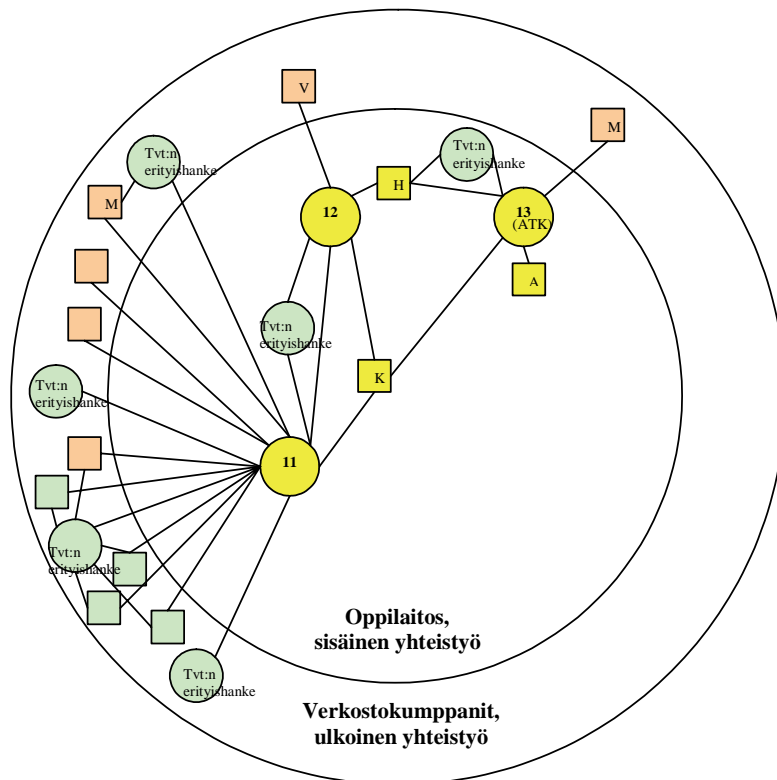 V
M
Tvt:n
erityishanke
Tvt:n
erityishanke
H
M
12
13
(ATK)
A
Tvt:n
erityishanke
K
Tvt:n
erityishanke
11
Tvt:n
erityishanke
Oppilaitos,
sisäinen yhteistyö
Tvt:n
erityishanke
Verkostokumppanit,
ulkoinen yhteistyö